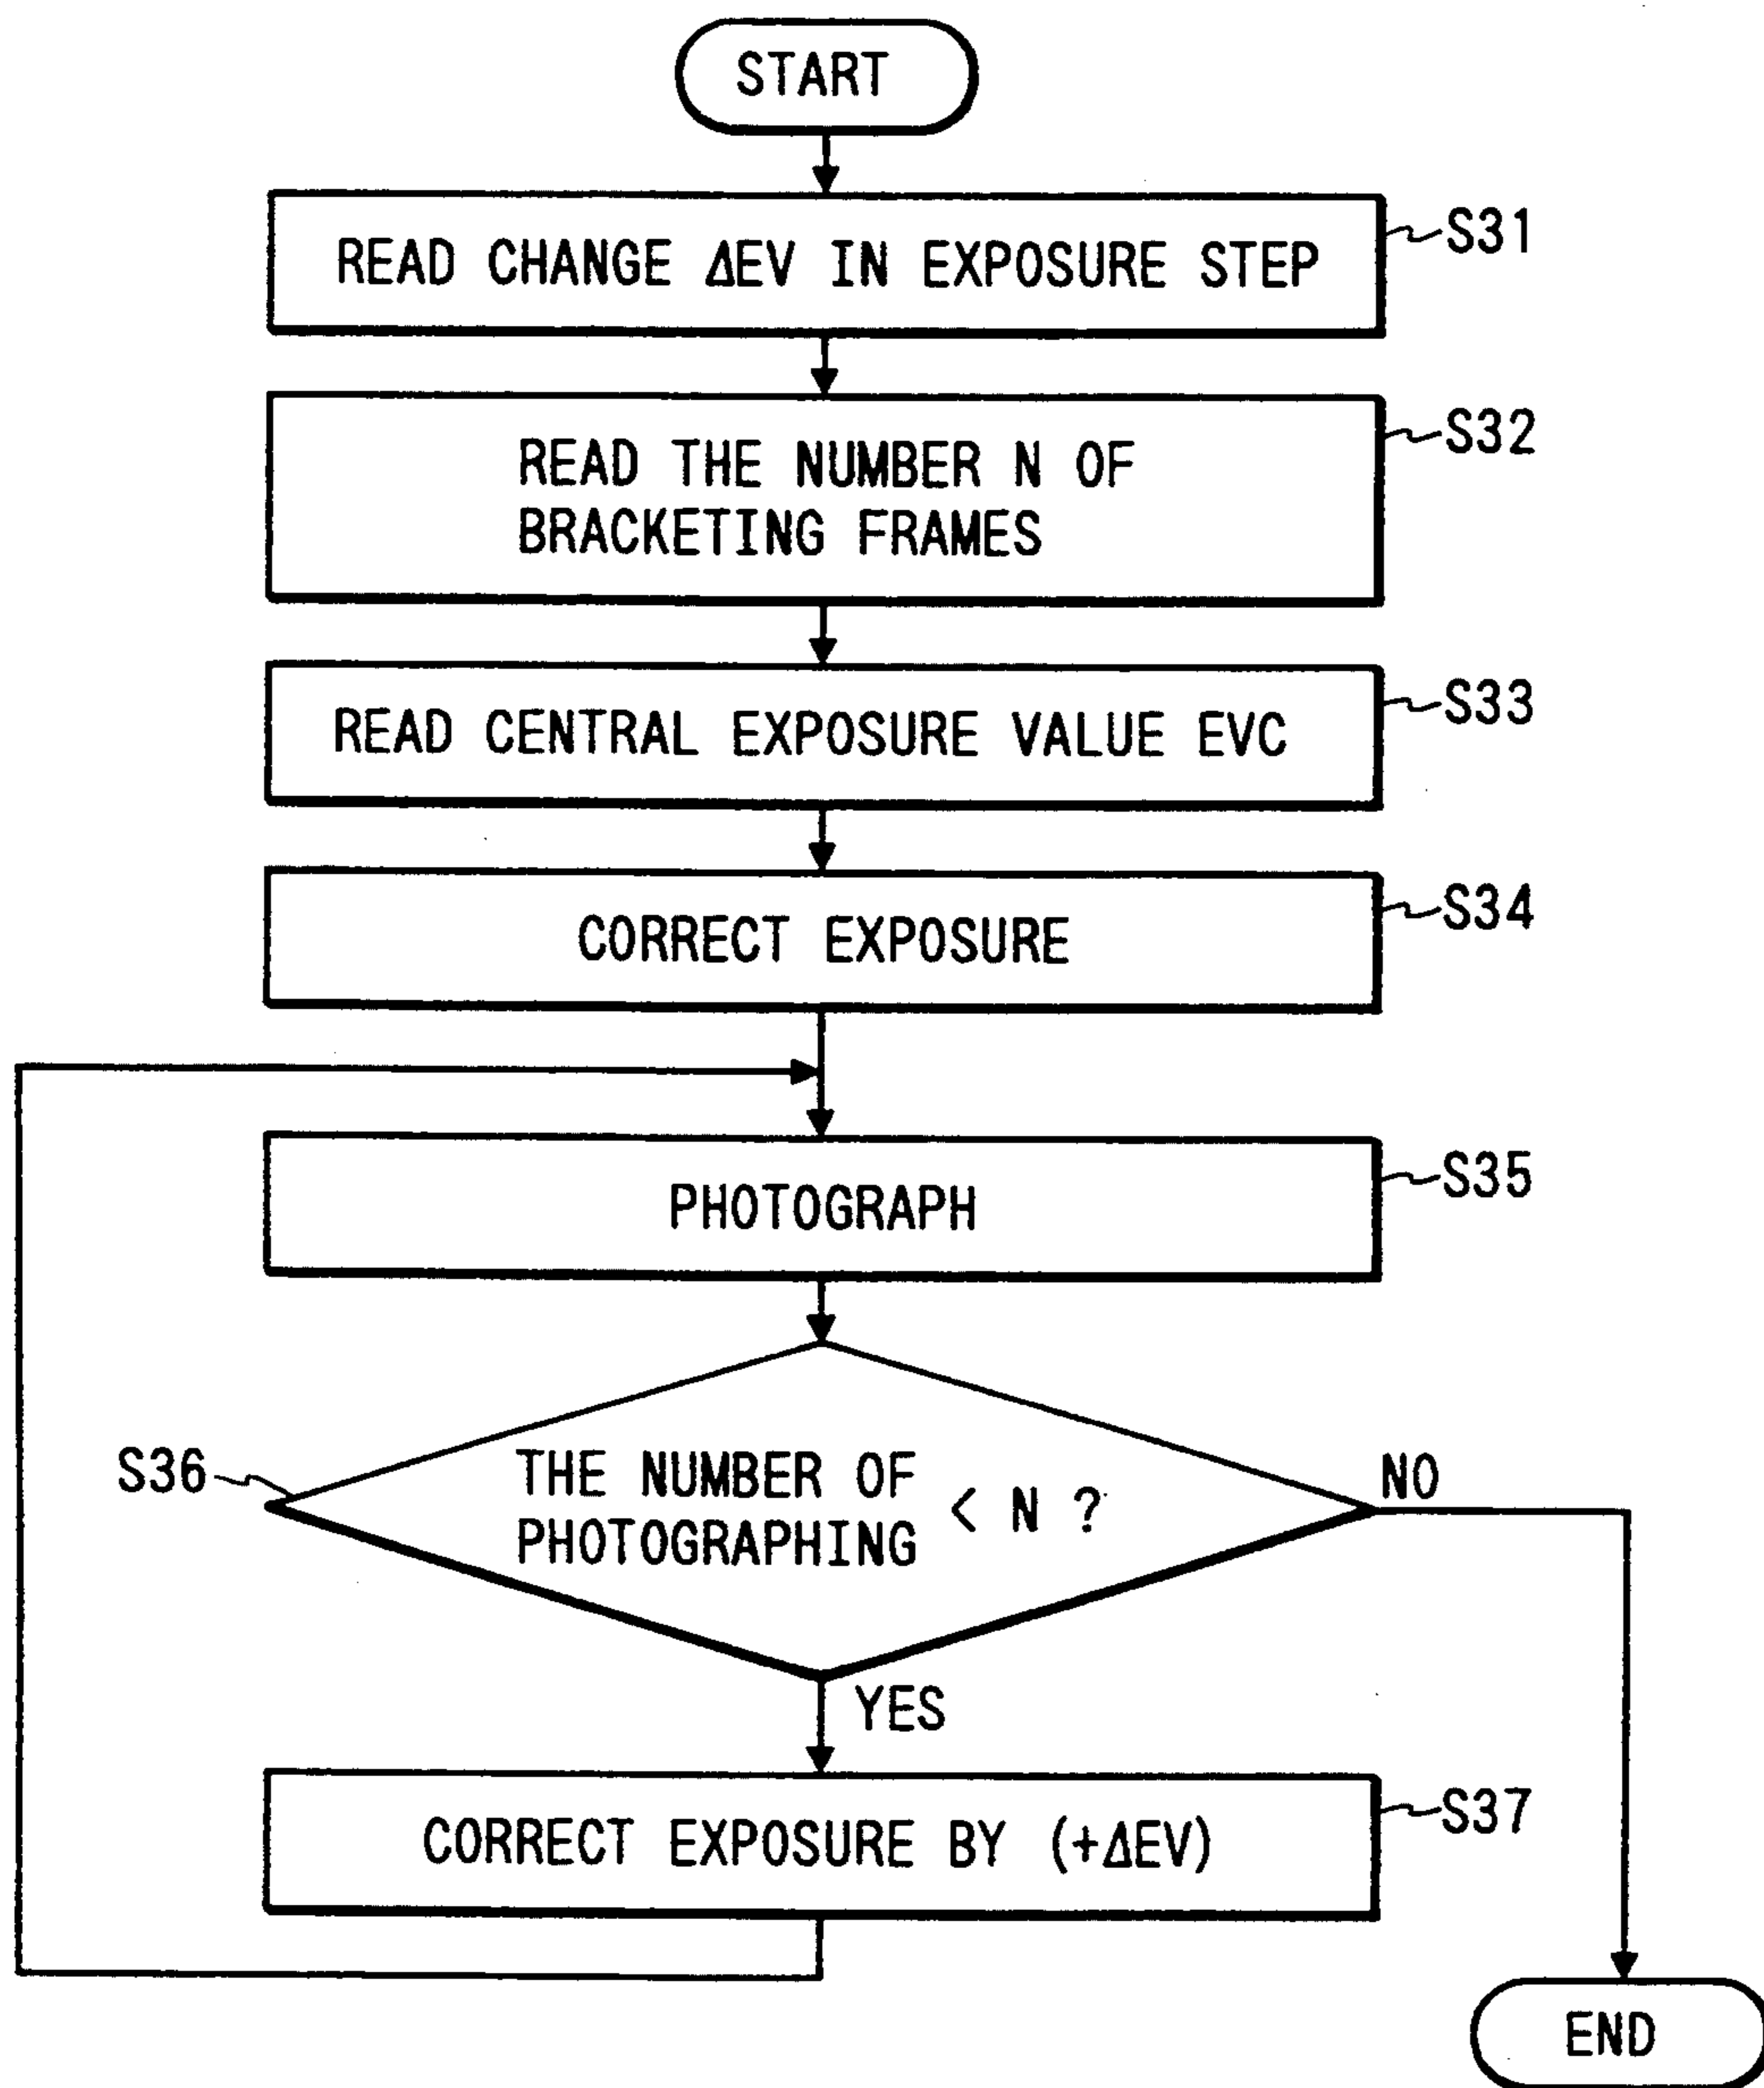 START
READ CHANGE ΔEV IN EXPOSURE STEP
S31
READ THE NUMBER N OF
BRACKETING FRAMES
S32
READ CENTRAL EXPOSURE VALUE EVC
S33
CORRECT EXPOSURE
S34
PHOTOGRAPH
S35
S36
THE NUMBER OF
PHOTOGRAPHING < N ?
NO
YES
CORRECT EXPOSURE BY (+ΔEV)
S37
END